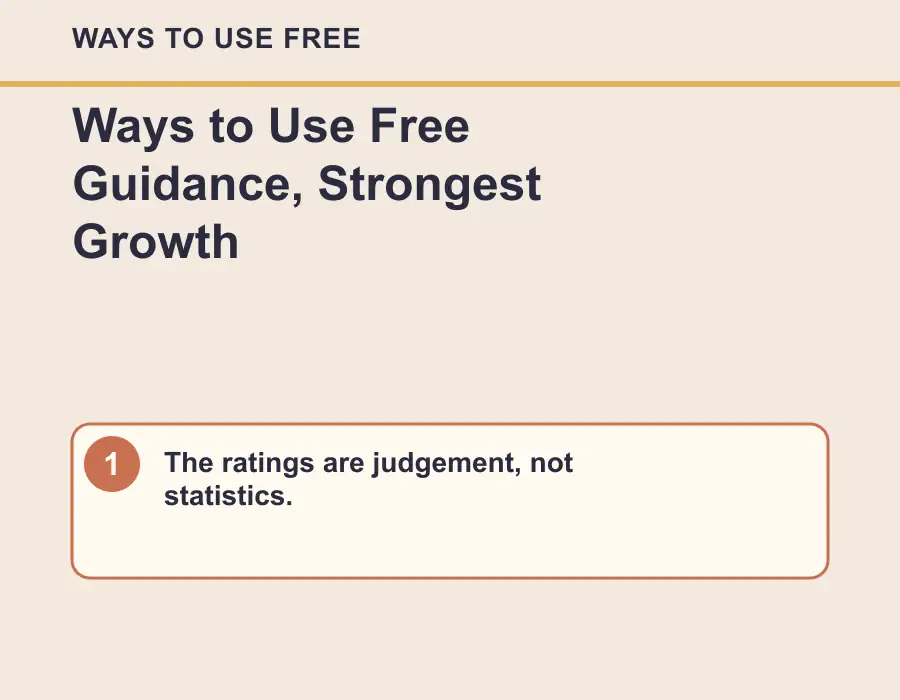 WAYS TO USE FREE
Ways to Use Free
Guidance, Strongest
Growth
1
The ratings are judgement, not
statistics.